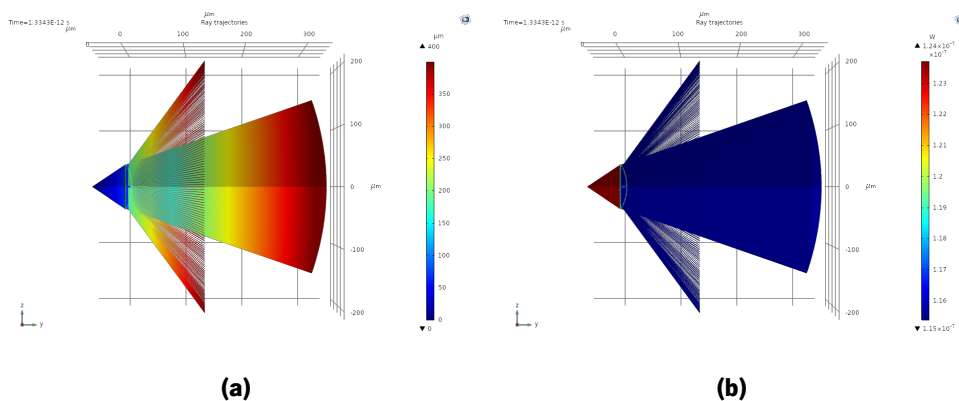 μm
Time=1.3343E-12 s
Ray trajectories
μm
0
100
200
300
0
200
100
0
μm
-100
-200
z
y
μm
▲ 400
350
300
250
200
150
100
50
0
▼ 0
(a)
μm
Time=1.3343E-12 s
Ray trajectories
μm
0
100
200
300
0
200
100
0
μm
-100
-200
z
y
W
▲ 1.24×10⁻⁷
×10⁻⁷
1.23
1.22
1.21
1.2
1.19
1.18
1.17
1.16
▼ 1.15×10⁻⁷
(b)